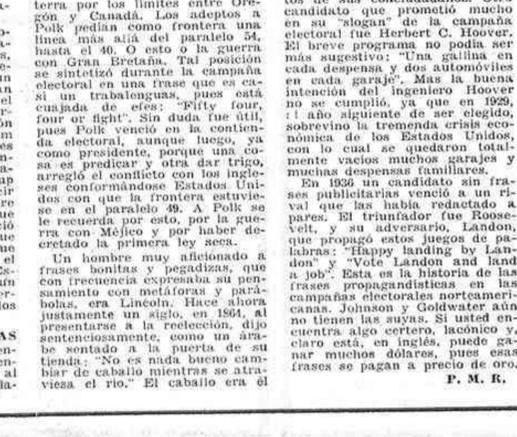 terra por los límites entre Ore-
gón y Canadá. Los adeptos a
Polk pedían como frontera una
línea más allá del paralelo 54,
hasta el 40. O esto o la guerra
con Gran Bretaña. Tal posición
se sintetizó durante la campaña
electoral en una frase que es ca-
si un trabalenguas, pues está
cuajada de efes: "Fifty four,
four or fight". Sin duda fue útil,
pues Polk venció en la contien-
da electoral, aunque luego, ya
como presidente, porque una co-
sa es predicar y otra dar trigo,
arregló el conflicto con los ingle-
ses conformándose Estados Uni-
dos con que la frontera estuvie-
se en el paralelo 49. A Polk se
le recuerda por esto, por la gue-
rra con Méjico y por haber de-
cretado la primera ley seca.
Un hombre muy aficionado a
frases bonitas y pegadizas, que
con frecuencia expresaba su pen-
samiento con metáforas y pará-
bolas, era Lincoln. Hace ahora
justamente un siglo, en 1864, al
presentarse a la reelección, dijo
sentenciosamente, como un ára-
be sentado a la puerta de su
tienda: "No es nada bueno cam-
biar de caballo mientras se atra-
viesa el río." El caballo era él
candidato que prometió mucho
en su "slogan" de la campaña
electoral fue Herbert C. Hoover.
El breve programa no podía ser
más sugestivo: "Una gallina en
cada despensa y dos automóviles
en cada garaje". Mas la buena
intención del ingeniero Hoover
no se cumplió, ya que en 1929,
al año siguiente de ser elegido,
sobrevino la tremenda crisis eco-
nómica de los Estados Unidos,
con lo cual se quedaron total-
mente vacíos muchos garajes y
muchas despensas familiares.
En 1936 un candidato sin fra-
ses publicitarias venció a un ri-
val que las había redactado a
pares. El triunfador fue Roose-
velt, y su adversario, Landon,
que propagó estos juegos de pa-
labras: "Happy landing by Lan-
don" y "Vote Landon and land
a job". Esta es la historia de las
frases propagandísticas en las
campañas electorales norteameri-
canas. Johnson y Goldwater aún
no tienen las suyas. Si usted en-
cuentra algo certero, lacónico y,
claro está, en inglés, puede ga-
nar muchos dólares, pues esas
frases se pagan a precio de oro.
P. M. R.